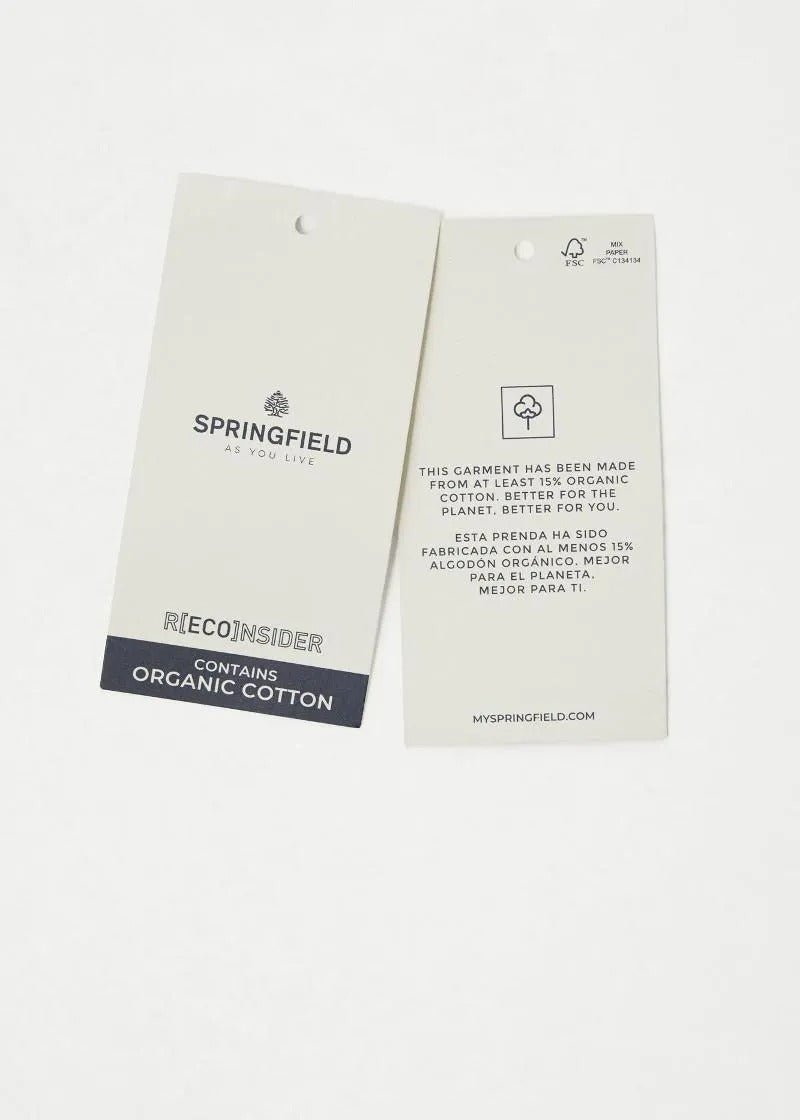 SPRINGFIELD
AS YOU LIVE
R[ECO]NSIDER
CONTAINS
ORGANIC COTTON
FSC™
MIX
PAPER
FSC™ C134134
THIS GARMENT HAS BEEN MADE
FROM AT LEAST 15% ORGANIC
COTTON. BETTER FOR THE
PLANET, BETTER FOR YOU.
ESTA PRENDA HA SIDO
FABRICADA CON AL MENOS 15%
ALGODÓN ORGÁNICO. MEJOR
PARA EL PLANETA,
MEJOR PARA TI.
MYSPRINGFIELD.COM